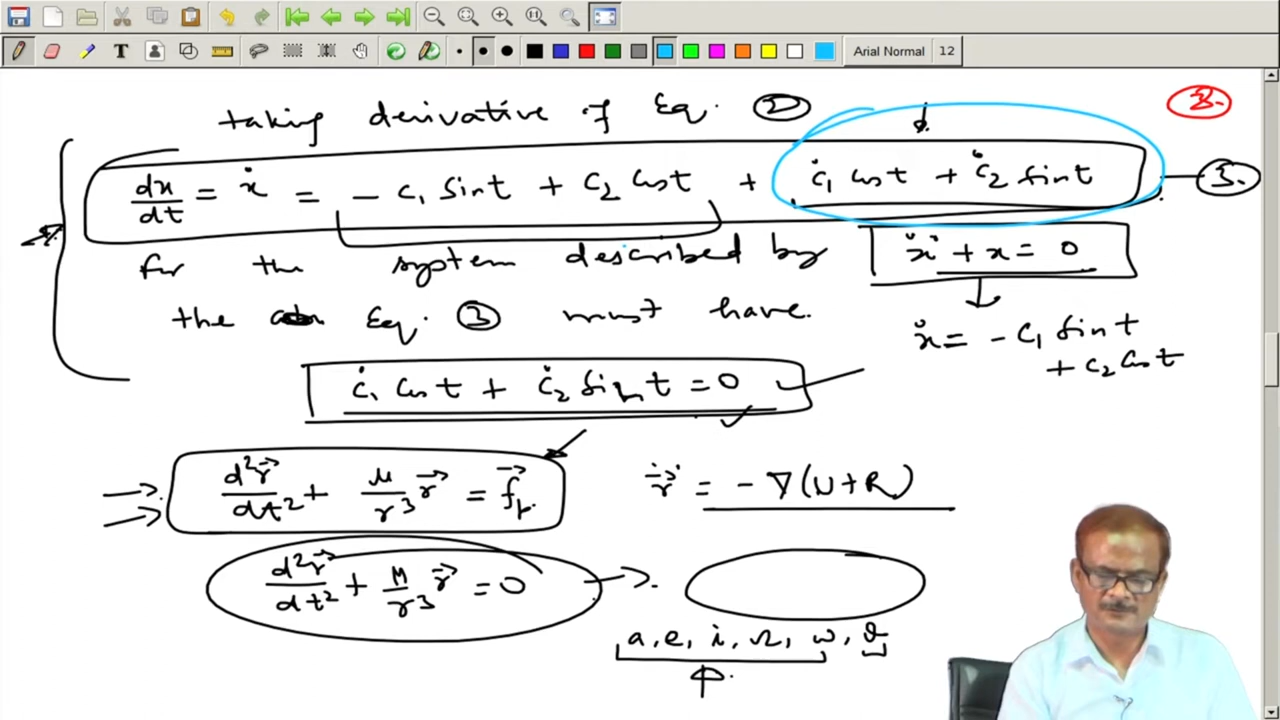 Arial Normal 12
taking derivative of Eq. ②
2.
dx/dt = ẋ = - c₁ sin t + c₂ cos t + ċ₁ cos t + ċ₂ sin t — ③.
for the system described by ẍ + x = 0
the Eq. ③ must have.
ẋ = - c₁ sin t
+ c₂ cos t
ċ₁ cos t + ċ₂ sin t = 0
d²r⃗/dt² + μ/r³ r⃗ = f⃗p.
= - ∇(U+R)
d²r⃗/dt² + μ/r³ r⃗ = 0
a, e, i, Ω, ω, θ